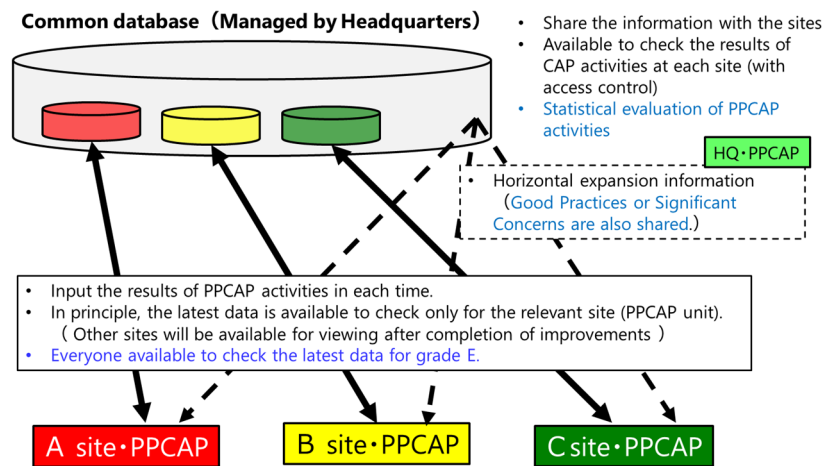 Common database（Managed by Headquarters）
• Share the information with the sites
• Available to check the results of
CAP activities at each site (with
access control)
• Statistical evaluation of PPCAP
activities
HQ・PPCAP
• Horizontal expansion information
（Good Practices or Significant
Concerns are also shared.）
• Input the results of PPCAP activities in each time.
• In principle, the latest data is available to check only for the relevant site (PPCAP unit).
（ Other sites will be available for viewing after completion of improvements ）
• Everyone available to check the latest data for grade E.
A site・PPCAP
B site・PPCAP
C site・PPCAP